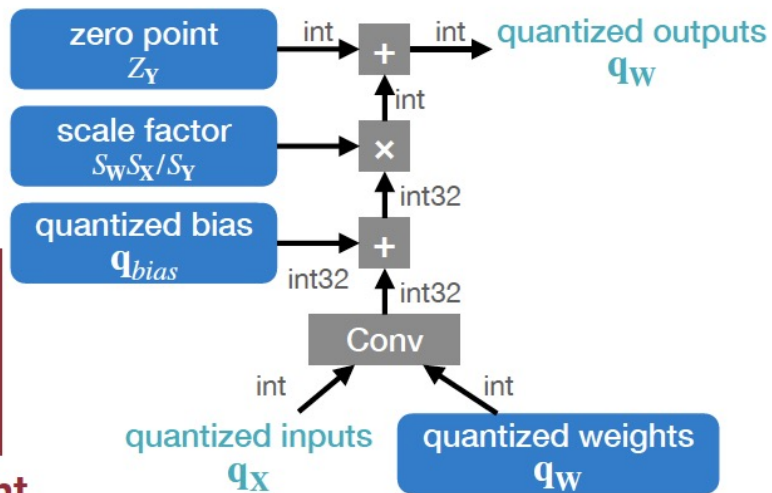 zero point
Z_Y
int
+
int
quantized outputs
q_W
int
scale factor
S_W S_X / S_Y
×
int32
quantized bias
q_bias
+
int32
int32
Conv
int
int
quantized inputs
q_X
quantized weights
q_W
nt